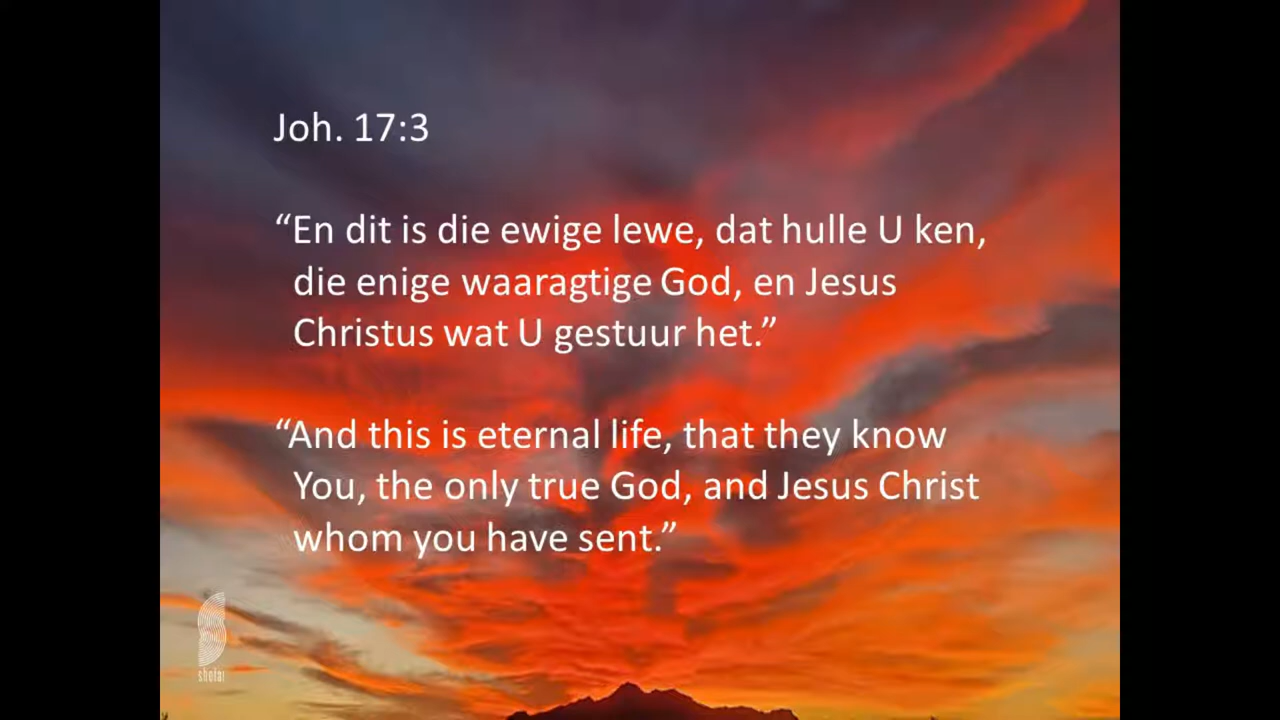 Joh. 17:3
“En dit is die ewige lewe, dat hulle U ken,
die enige waaragtige God, en Jesus
Christus wat U gestuur het.”
“And this is eternal life, that they know
You, the only true God, and Jesus Christ
whom you have sent.”
shofar